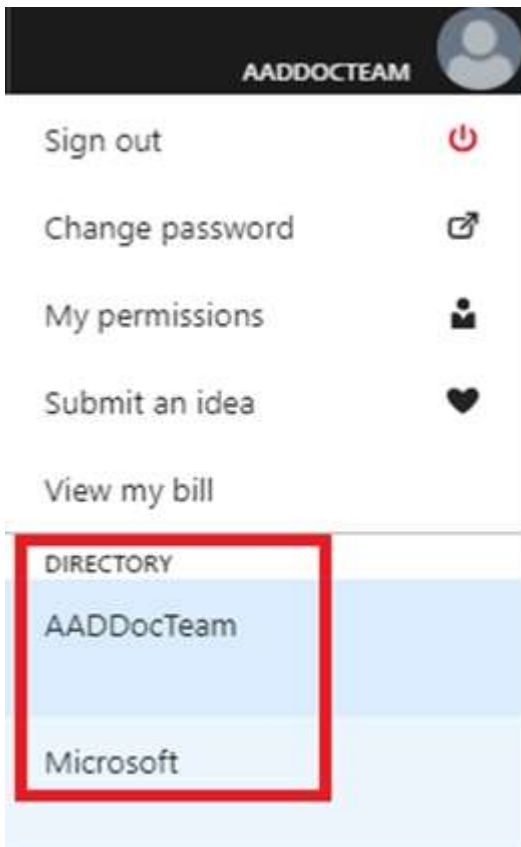 AADDOCTEAM
Sign out
Change password
My permissions
Submit an idea
View my bill
DIRECTORY
AADDocTeam
Microsoft